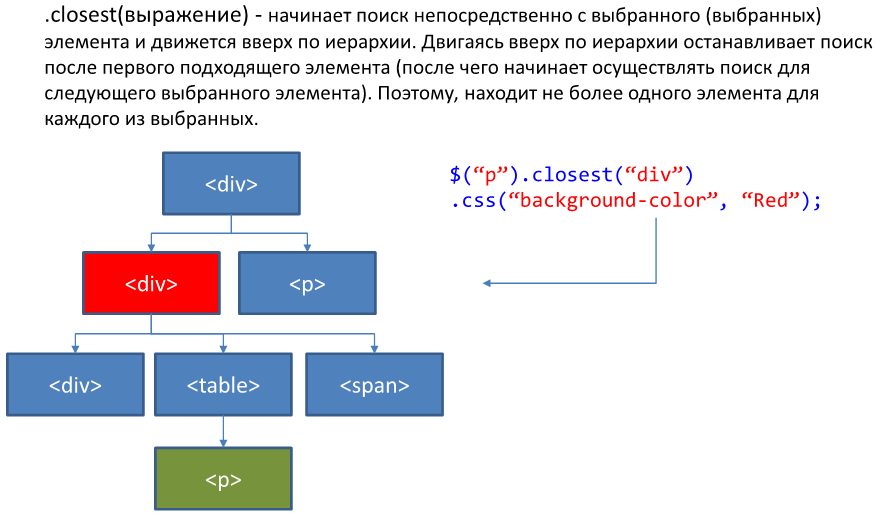 .closest(выражение) - начинает поиск непосредственно с выбранного (выбранных)
элемента и движется вверх по иерархии. Двигаясь вверх по иерархии останавливает поиск
после первого подходящего элемента (после чего начинает осуществлять поиск для
следующего выбранного элемента). Поэтому, находит не более одного элемента для
каждого из выбранных.
<div>
$(“p”).closest(“div”)
.css(“background-color”, “Red”);
<div>
<p>
<div>
<table>
<span>
<p>